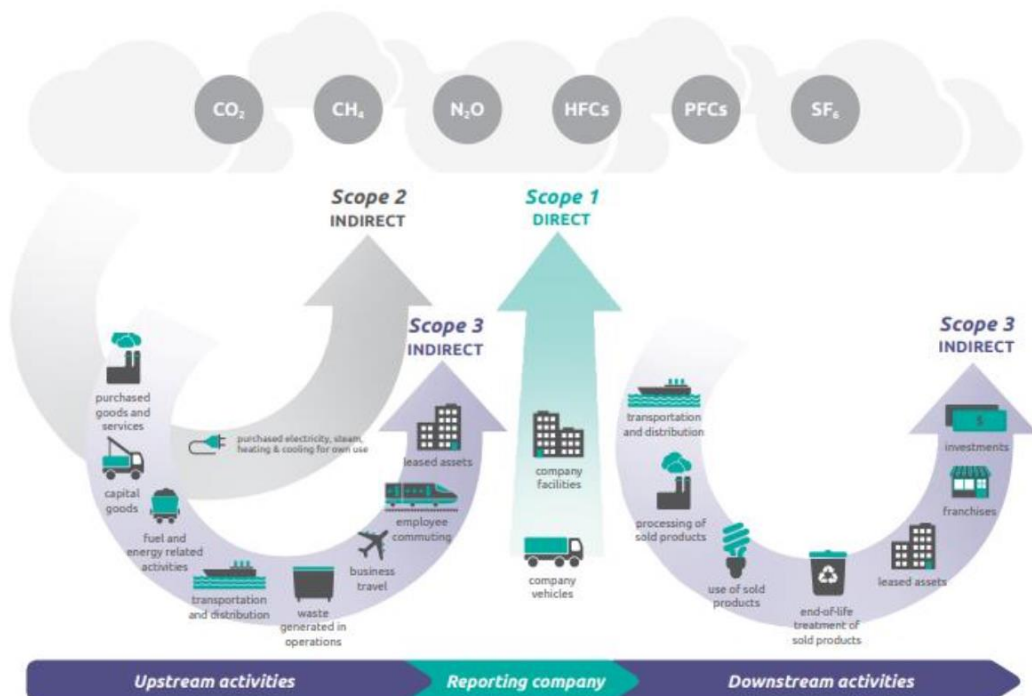 CO₂
CH₄
N₂O
HFCs
PFCs
SF₆
Scope 2
INDIRECT
Scope 1
DIRECT
Scope 3
INDIRECT
Scope 3
INDIRECT
purchased
goods and
services
capital
goods
fuel and
energy related
activities
transportation
and distribution
waste
generated in
operations
business
travel
employee
commuting
leased assets
purchased electricity, steam,
heating & cooling for own use
company
facilities
company
vehicles
transportation
and distribution
processing of
sold products
use of sold
products
end-of-life
treatment of
sold products
leased assets
franchises
$
investments
Upstream activities
Reporting company
Downstream activities